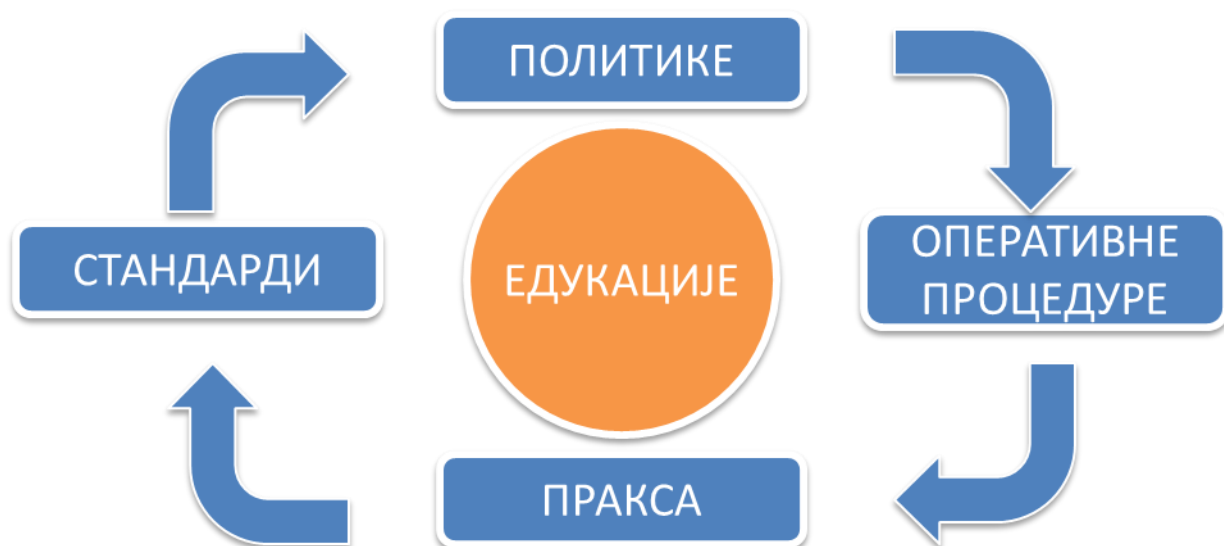 ПОЛИТИКЕ
СТАНДАРДИ
ЕДУКАЦИЈЕ
ОПЕРАТИВНЕ
ПРОЦЕДУРЕ
ПРАКСА